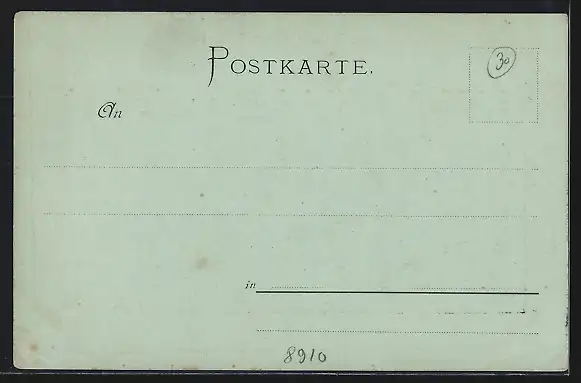 POSTKARTE.
30
An
in
8910